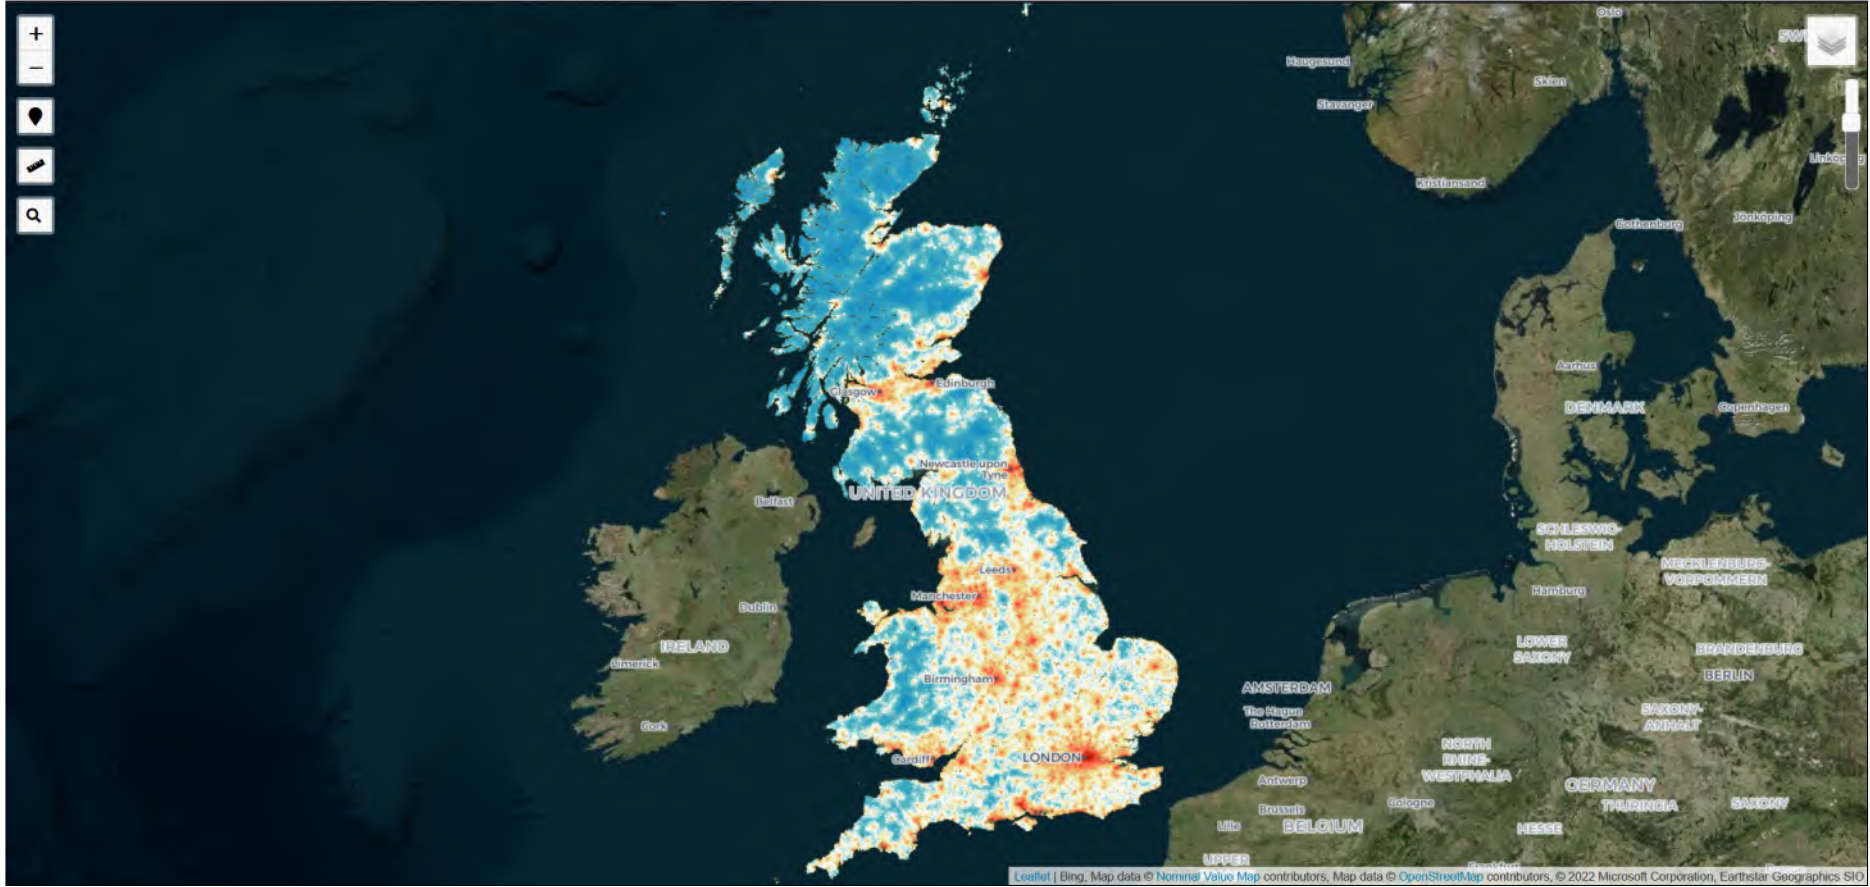 +
−
Oslo
Haugesund
Skien
Stavanger
Kristiansand
Gothenburg
Jönköping
Aarhus
DENMARK
Copenhagen
Glasgow
Edinburgh
Newcastle upon
Tyne
UNITED KINGDOM
Belfast
SCHLESWIG-
HOLSTEIN
MECKLENBURG-
VORPOMMERN
Leeds
Manchester
Hamburg
Dublin
IRELAND
Limerick
LOWER
SAXONY
BRANDENBURG
BERLIN
Birmingham
AMSTERDAM
The Hague
Rotterdam
SAXONY-
ANHALT
Cork
NORTH
RHINE-
WESTPHALIA
Cardiff
LONDON
Antwerp
GERMANY
Brussels
Cologne
THURINGIA
SAXONY
Lille
BELGIUM
HESSE
UPPER
Leaflet | Bing, Map data © Nominal Value Map contributors, Map data © OpenStreetMap contributors, © 2022 Microsoft Corporation, Earthstar Geographics SIO